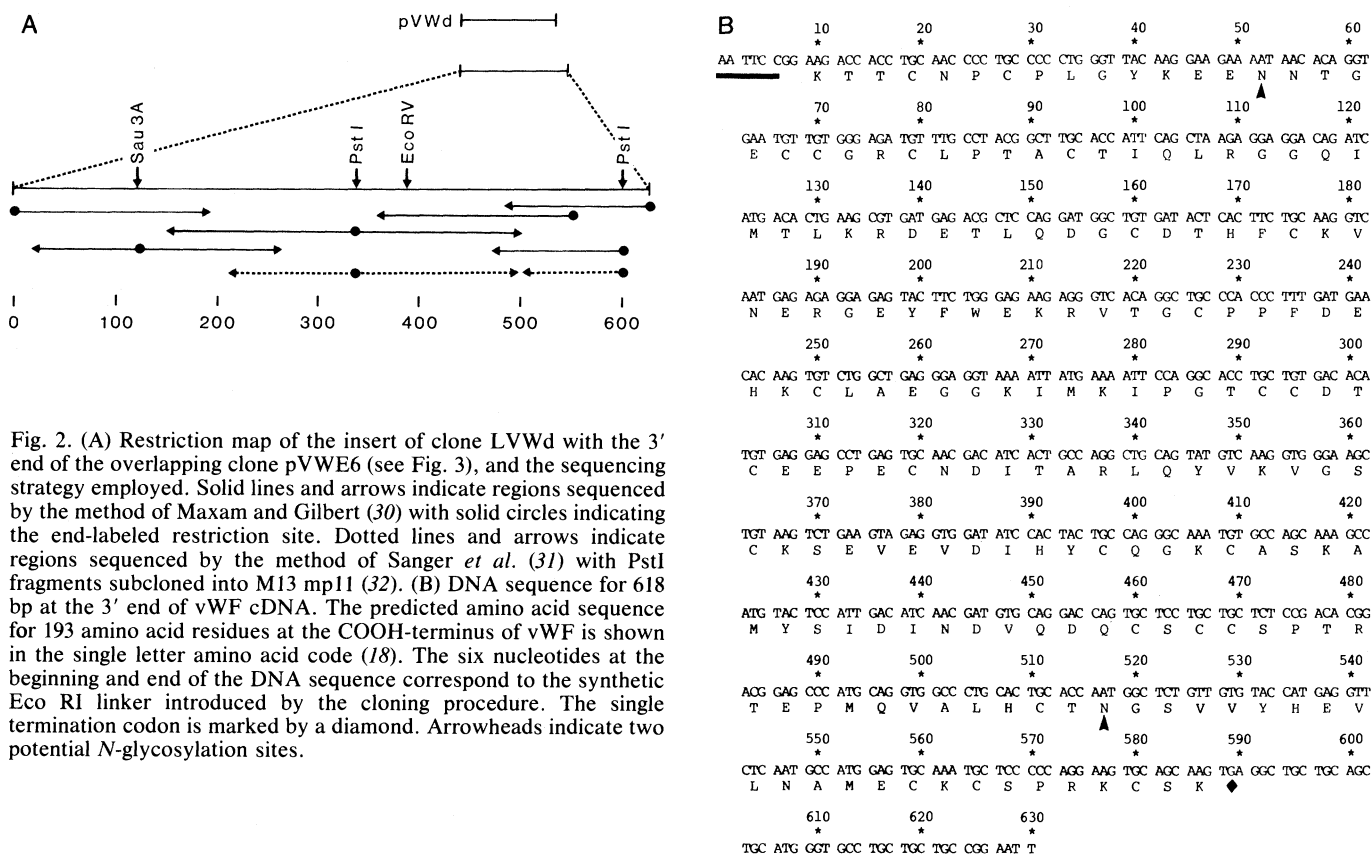 A
pVWd
Sau 3A
Pst I
Eco RV
Pst I
0 100 200 300 400 500 600
Fig. 2. (A) Restriction map of the insert of clone LVWd with the 3′
end of the overlapping clone pVWE6 (see Fig. 3), and the sequencing
strategy employed. Solid lines and arrows indicate regions sequenced
by the method of Maxam and Gilbert (30) with solid circles indicating
the end-labeled restriction site. Dotted lines and arrows indicate
regions sequenced by the method of Sanger et al. (31) with PstI
fragments subcloned into M13 mp11 (32). (B) DNA sequence for 618
bp at the 3′ end of vWF cDNA. The predicted amino acid sequence
for 193 amino acid residues at the COOH-terminus of vWF is shown
in the single letter amino acid code (18). The six nucleotides at the
beginning and end of the DNA sequence correspond to the synthetic
Eco RI linker introduced by the cloning procedure. The single
termination codon is marked by a diamond. Arrowheads indicate two
potential N-glycosylation sites.
B
10 20 30 40 50 60
* * * * * *
AA TTC CGG AAG ACC ACC TGC AAC CCC TGC CCC CTG GGT TAC AAG GAA GAA AAT AAC ACA GGT
K T T C N P C P L G Y K E E N N T G
70 80 90 100 110 120
* * * * * *
GAA TGT TGT GGG AGA TGT TTG CCT ACG GCT TGC ACC ATT CAG CTA AGA GGA GGA CAG ATC
E C C G R C L P T A C T I Q L R G G Q I
130 140 150 160 170 180
* * * * * *
ATG ACA CTG AAG CGT GAT GAG ACG CTC CAG GAT GGC TGT GAT ACT CAC TTC TGC AAG GTC
M T L K R D E T L Q D G C D T H F C K V
190 200 210 220 230 240
* * * * * *
AAT GAG AGA GGA GAG TAC TTC TGG GAG AAG AGG GTC ACA GGC TGC CCA CCC TTT GAT GAA
N E R G E Y F W E K R V T G C P P F D E
250 260 270 280 290 300
* * * * * *
CAC AAG TGT CTG GCT GAG GGA GGT AAA ATT ATG AAA ATT CCA GGC ACC TGC TGT GAC ACA
H K C L A E G G K I M K I P G T C C D T
310 320 330 340 350 360
* * * * * *
TGT GAG GAG CCT GAG TGC AAC GAC ATC ACT GCC AGG CTG CAG TAT GTC AAG GTG GGA AGC
C E E P E C N D I T A R L Q Y V K V G S
370 380 390 400 410 420
* * * * * *
TGT AAG TCT GAA GTA GAG GTG GAT ATC CAC TAC TGC CAG GGC AAA TGT GCC AGC AAA GCC
C K S E V E V D I H Y C Q G K C A S K A
430 440 450 460 470 480
* * * * * *
ATG TAC TCC ATT GAC ATC AAC GAT GTG CAG GAC CAG TGC TCC TGC TGC TCT CCG ACA CGG
M Y S I D I N D V Q D Q C S C C S P T R
490 500 510 520 530 540
* * * * * *
ACG GAG CCC ATG CAG GTG GCC CTG CAC TGC ACC AAT GGC TCT GTT GTG TAC CAT GAG GTT
T E P M Q V A L H C T N G S V V Y H E V
550 560 570 580 590 600
* * * * * *
CTC AAT GCC ATG GAG TGC AAA TGC TCC CCC AGG AAG TGC AGC AAG TGA GGC TGC TGC AGC
L N A M E C K C S P R K C S K
610 620 630
* * *
TGC ATG GGT GCC TGC TGC TGC CGG AAT T